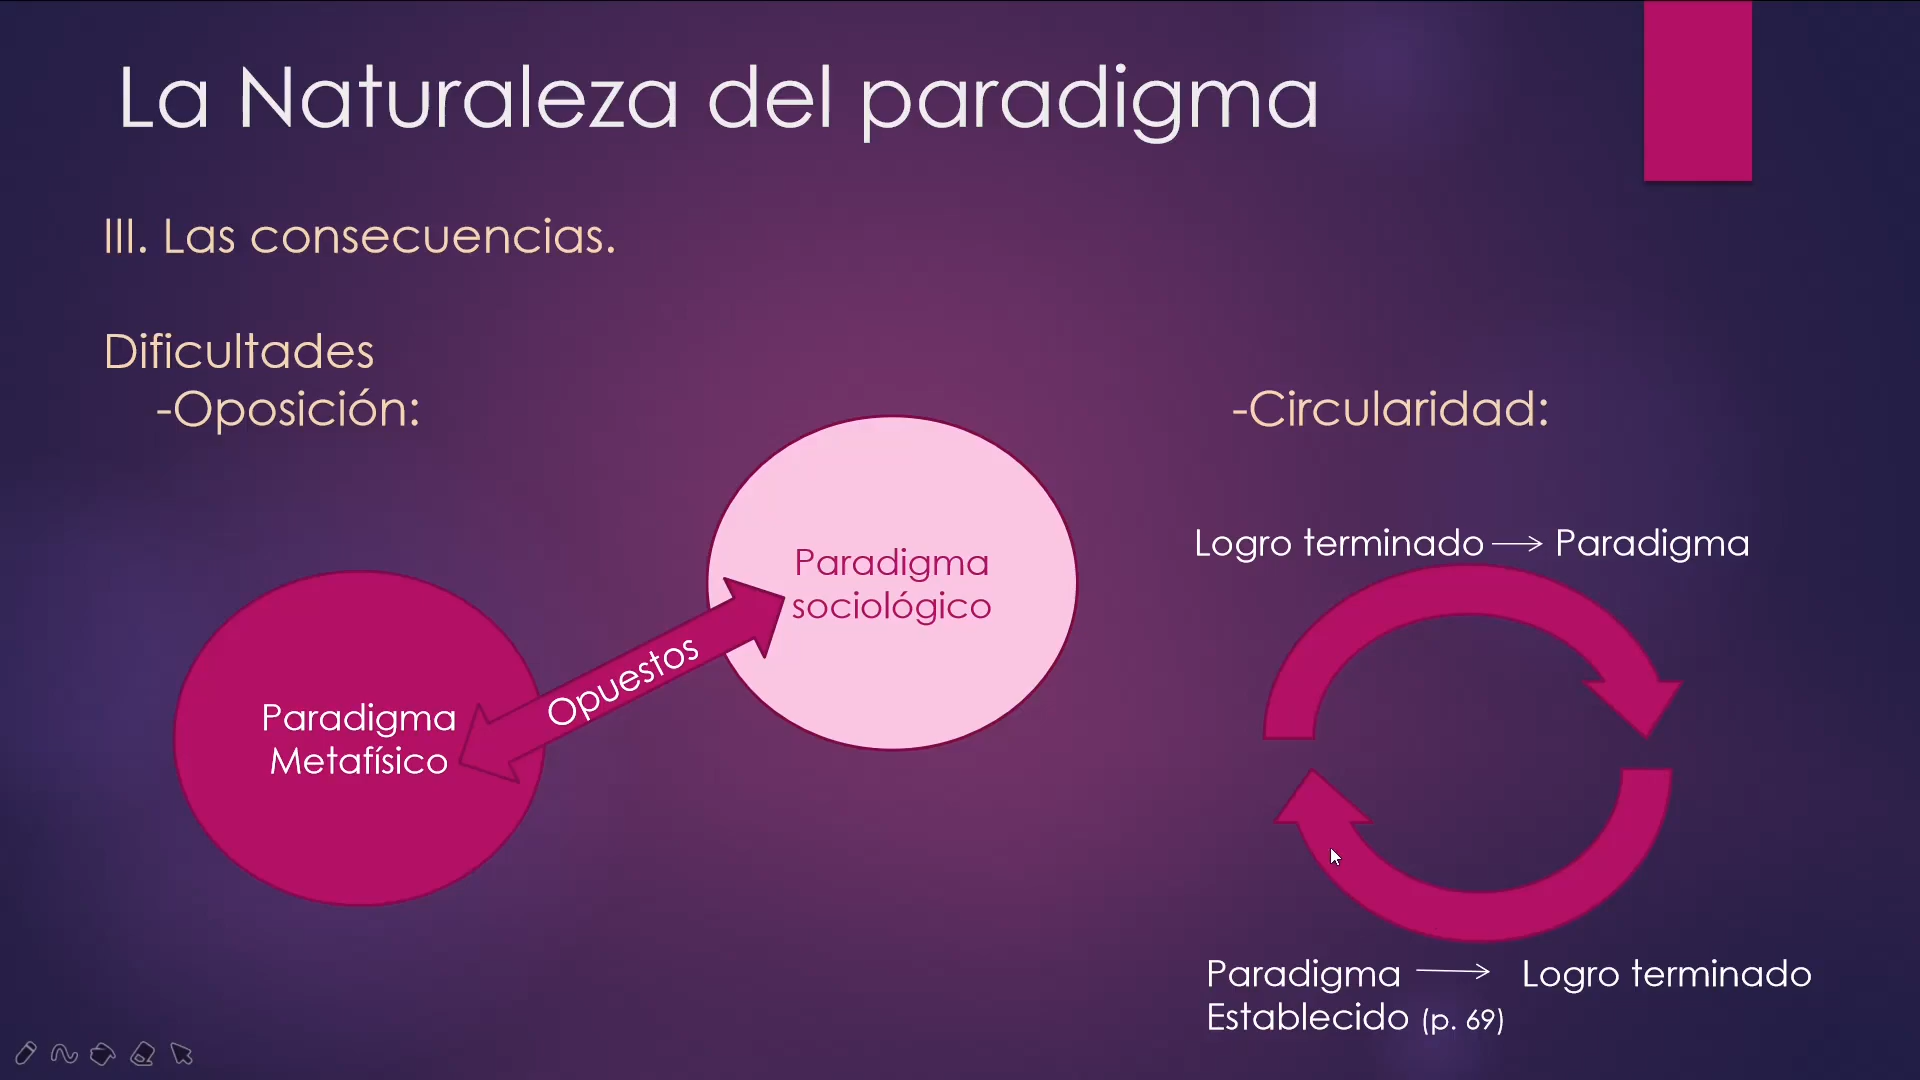 La Naturaleza del paradigma
III. Las consecuencias.
Dificultades
-Oposición:
Paradigma
Metafísico
Opuestos
Paradigma
sociológico
-Circularidad:
Logro terminado → Paradigma
Paradigma → Logro terminado
Establecido (p. 69)